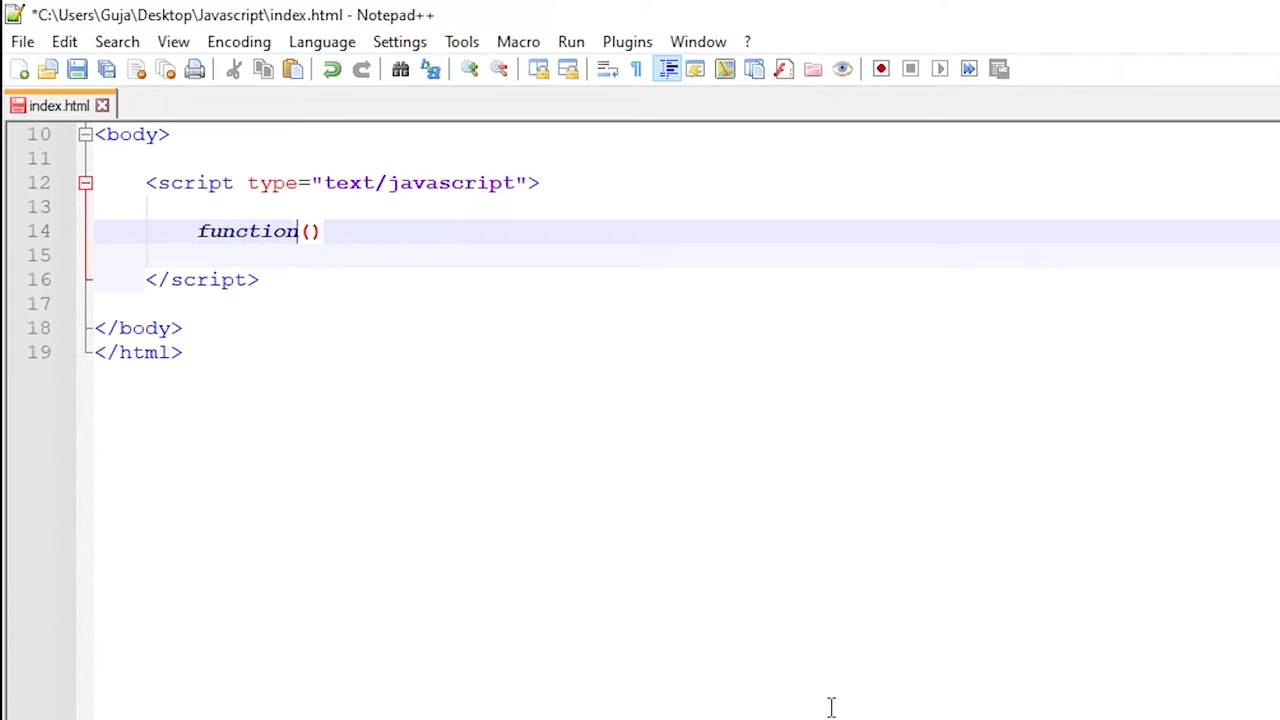 *C:\Users\Guja\Desktop\Javascript\index.html - Notepad++
File Edit Search View Encoding Language Settings Tools Macro Run Plugins Window ?
index.html
10 <body>
11
12 <script type="text/javascript">
13
14 function()
15
16 </script>
17
18 </body>
19 </html>